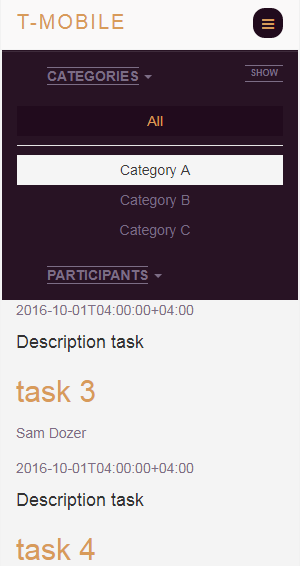 T-MOBILE
CATEGORIES
SHOW
All
Category A
Category B
Category C
PARTICIPANTS
2016-10-01T04:00:00+04:00
Description task
task 3
Sam Dozer
2016-10-01T04:00:00+04:00
Description task
task 4